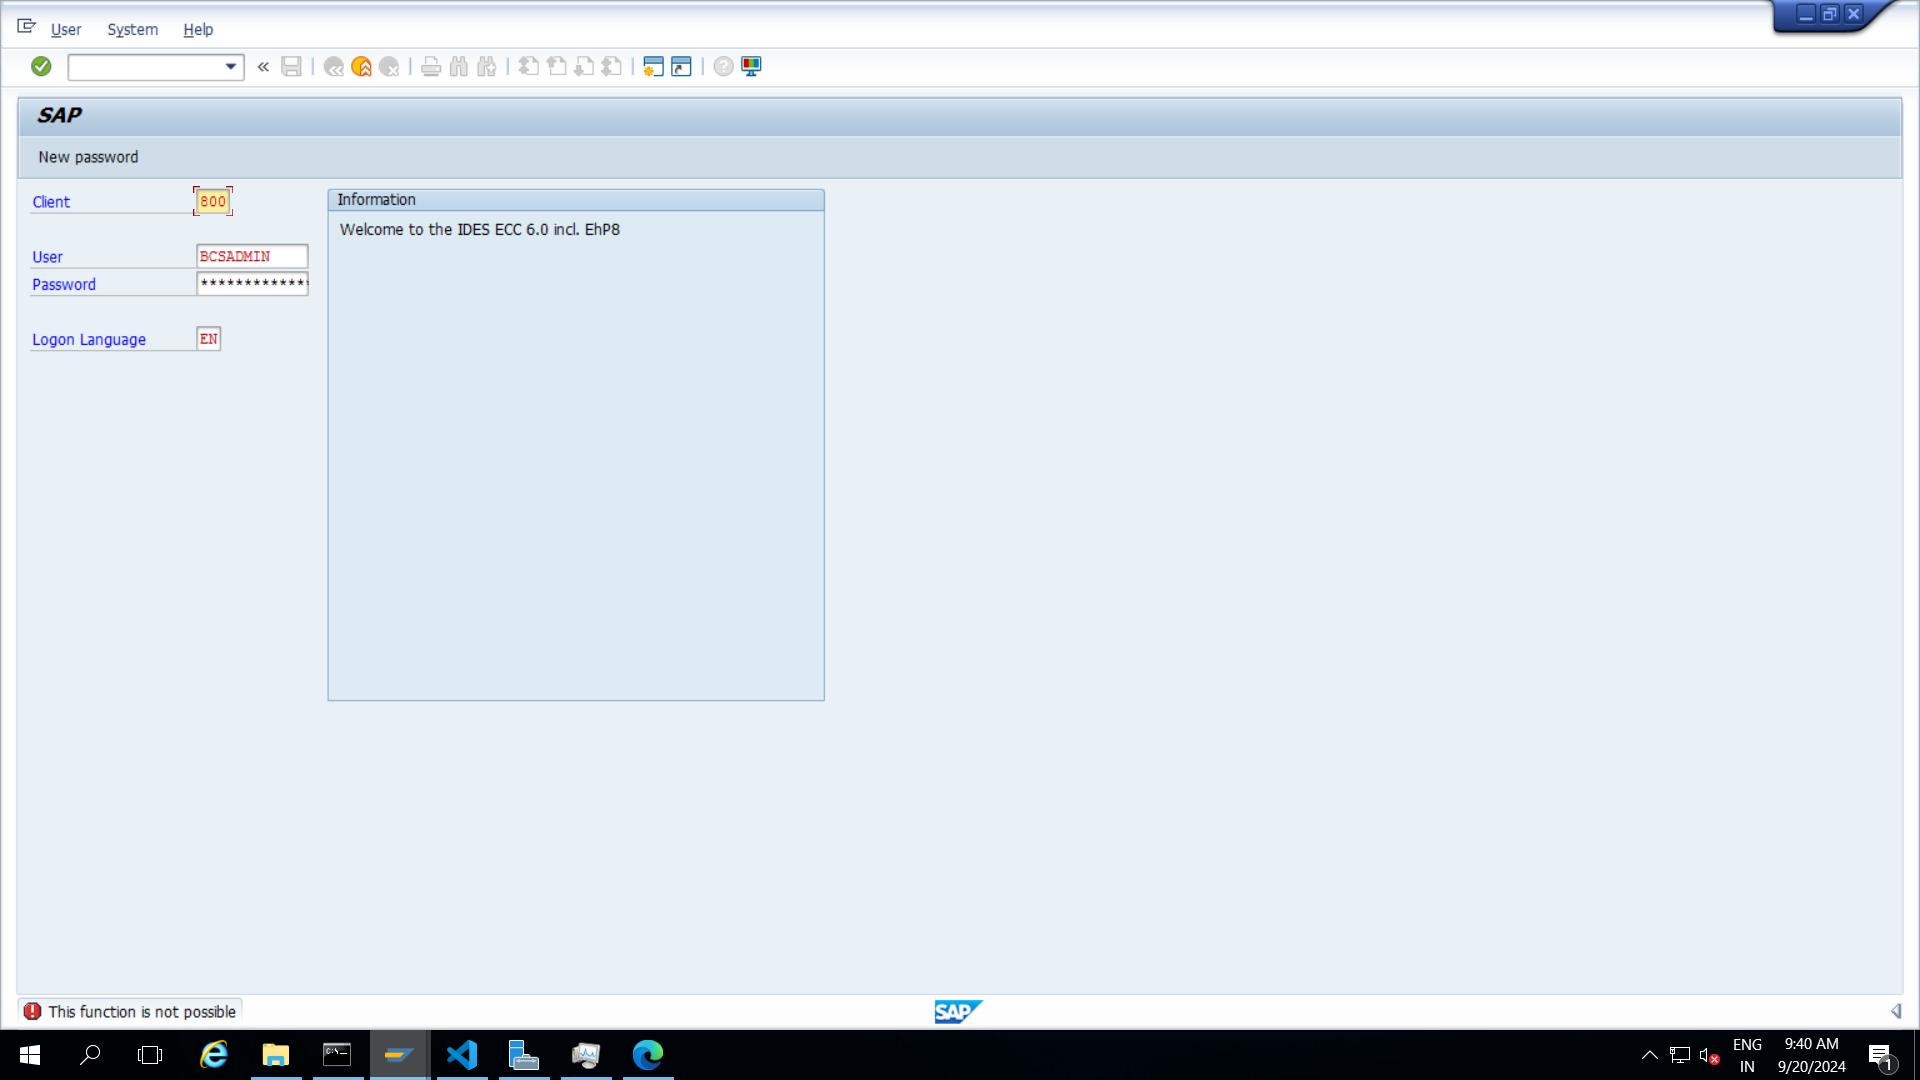 User System Help
SAP
New password
Client 800
Information
Welcome to the IDES ECC 6.0 incl. EhP8
User BCSADMIN
Password *************
Logon Language EN
This function is not possible
SAP
ENG
IN
9:40 AM
9/20/2024
1